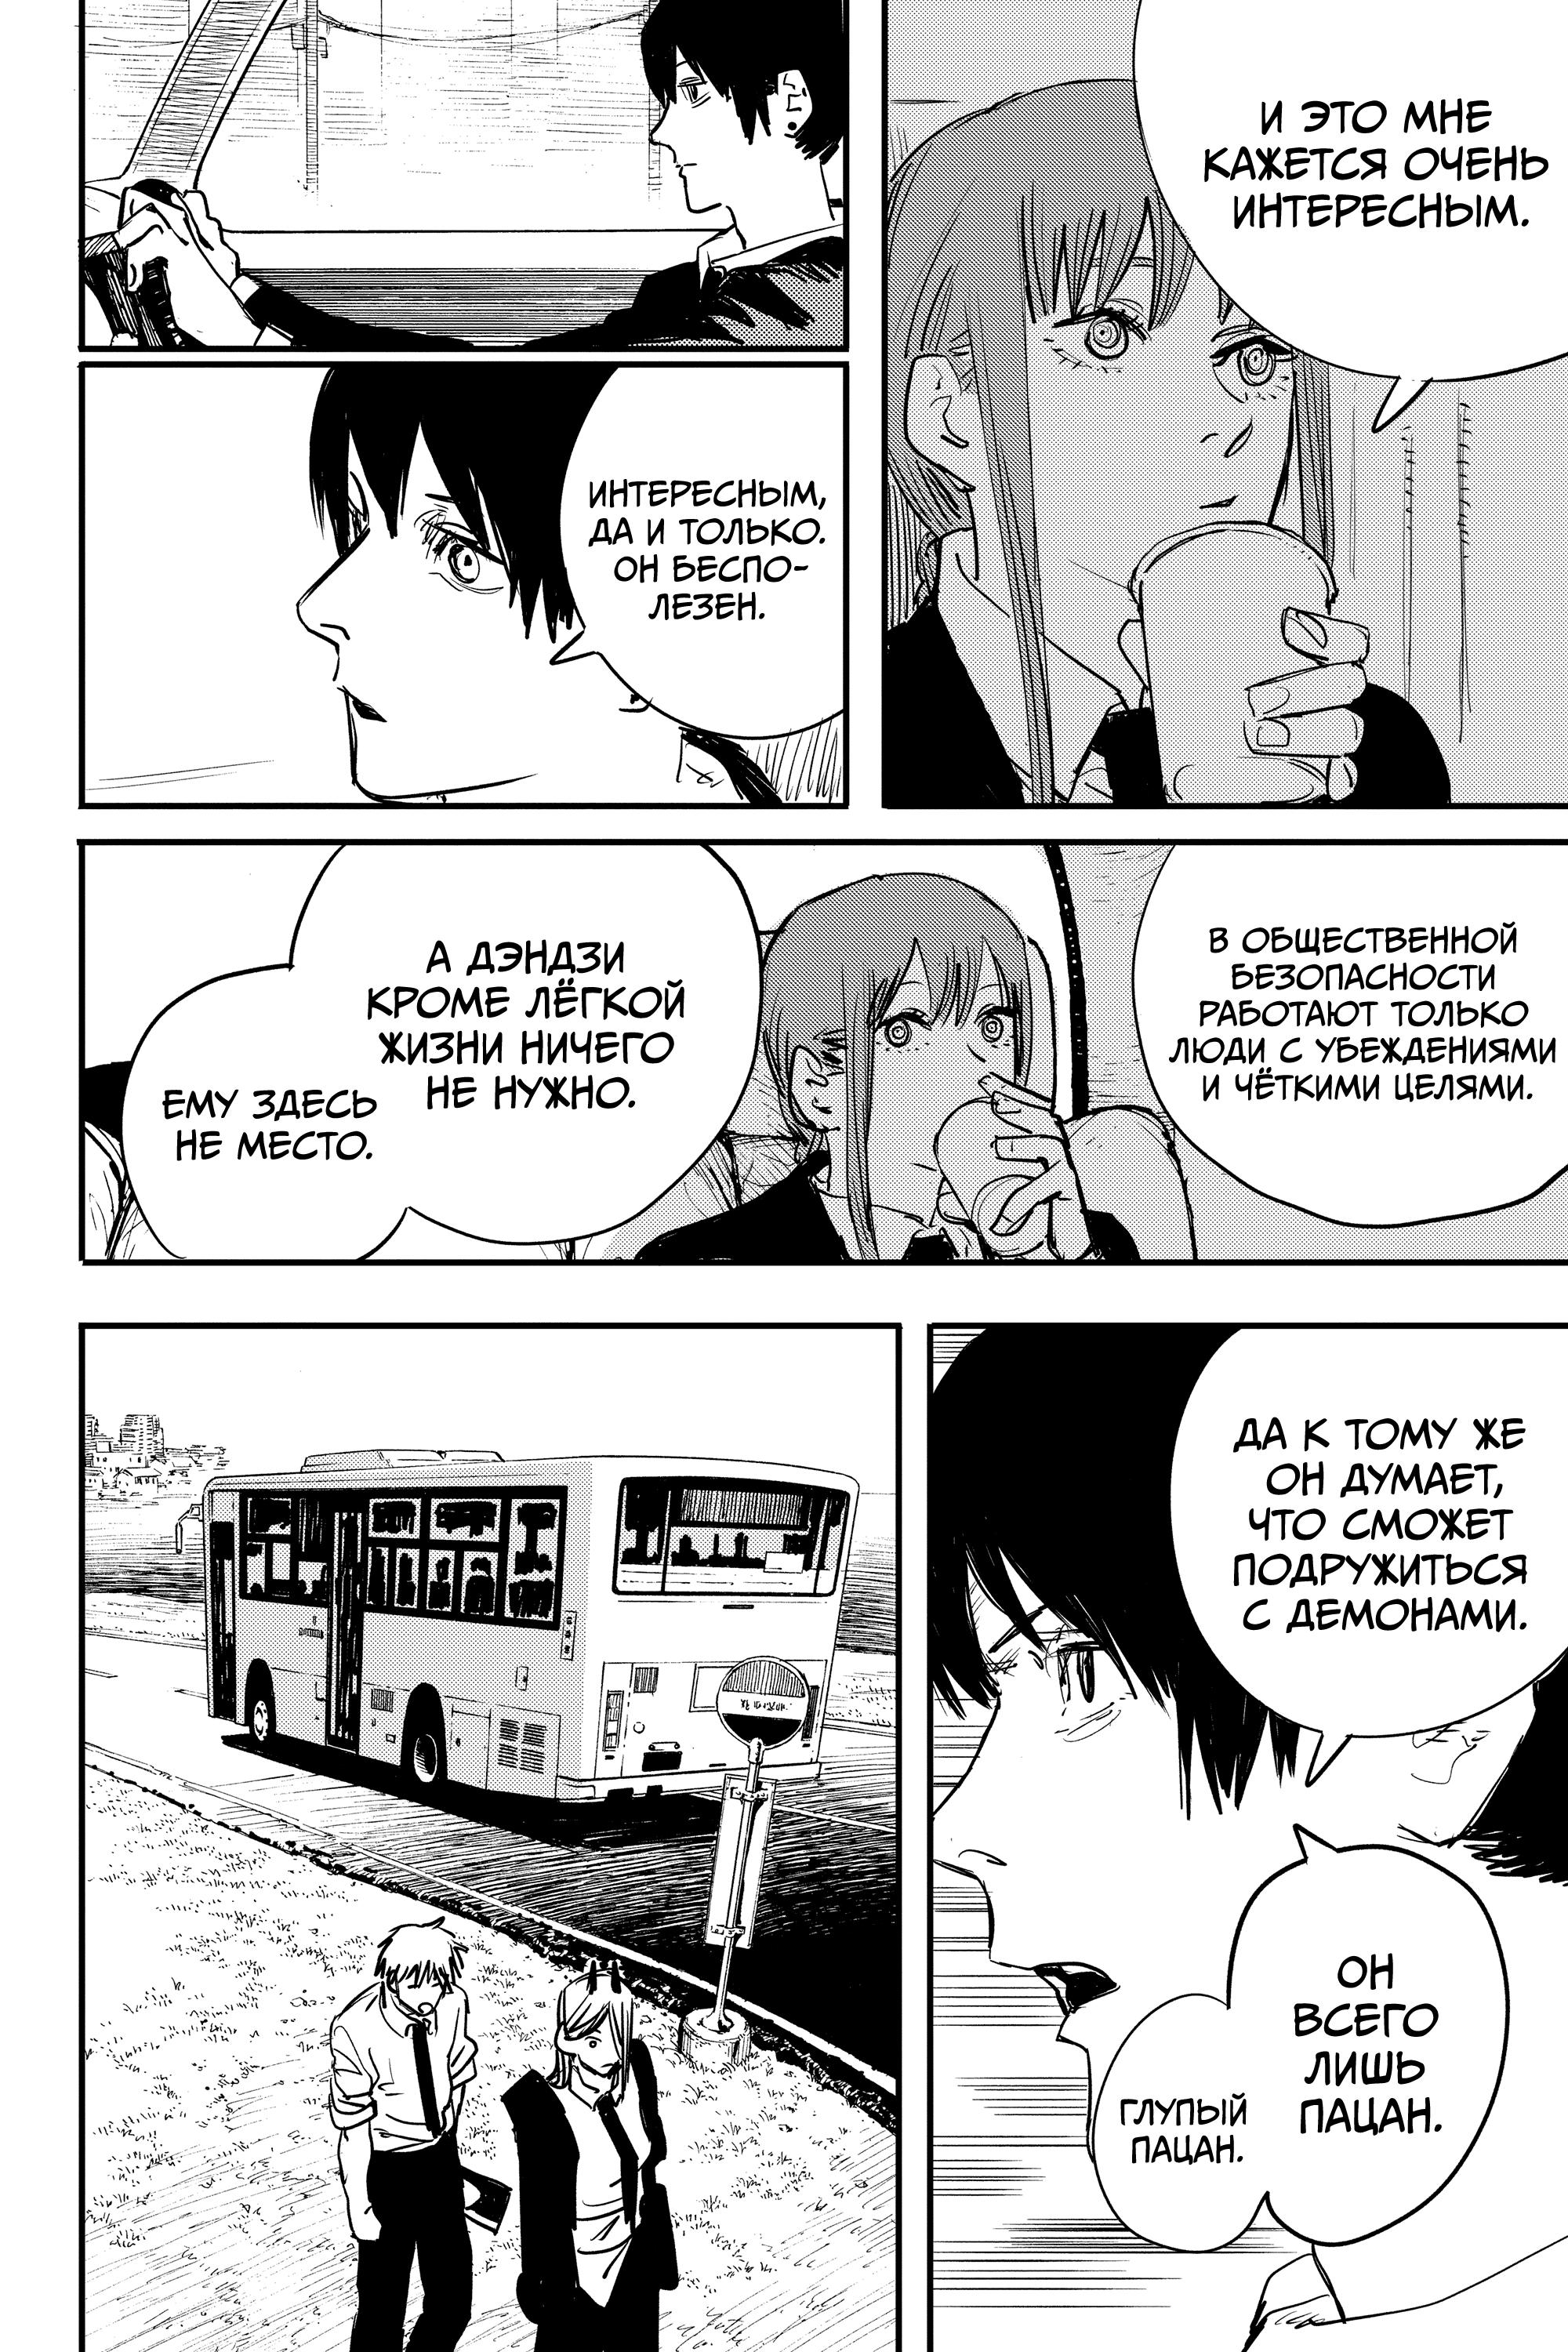 И ЭТО МНЕ
КАЖЕТСЯ ОЧЕНЬ
ИНТЕРЕСНЫМ.
ИНТЕРЕСНЫМ,
ДА И ТОЛЬКО.
ОН БЕСПО-
ЛЕЗЕН.
В ОБЩЕСТВЕННОЙ
БЕЗОПАСНОСТИ
РАБОТАЮТ ТОЛЬКО
ЛЮДИ С УБЕЖДЕНИЯМИ
И ЧЁТКИМИ ЦЕЛЯМИ.
А ДЭНДЗИ
КРОМЕ ЛЁГКОЙ
ЖИЗНИ НИЧЕГО
НЕ НУЖНО.
ЕМУ ЗДЕСЬ
НЕ МЕСТО.
ДА К ТОМУ ЖЕ
ОН ДУМАЕТ,
ЧТО СМОЖЕТ
ПОДРУЖИТЬСЯ
С ДЕМОНАМИ.
ОН
ВСЕГО
ЛИШЬ
ПАЦАН.
ГЛУПЫЙ
ПАЦАН.